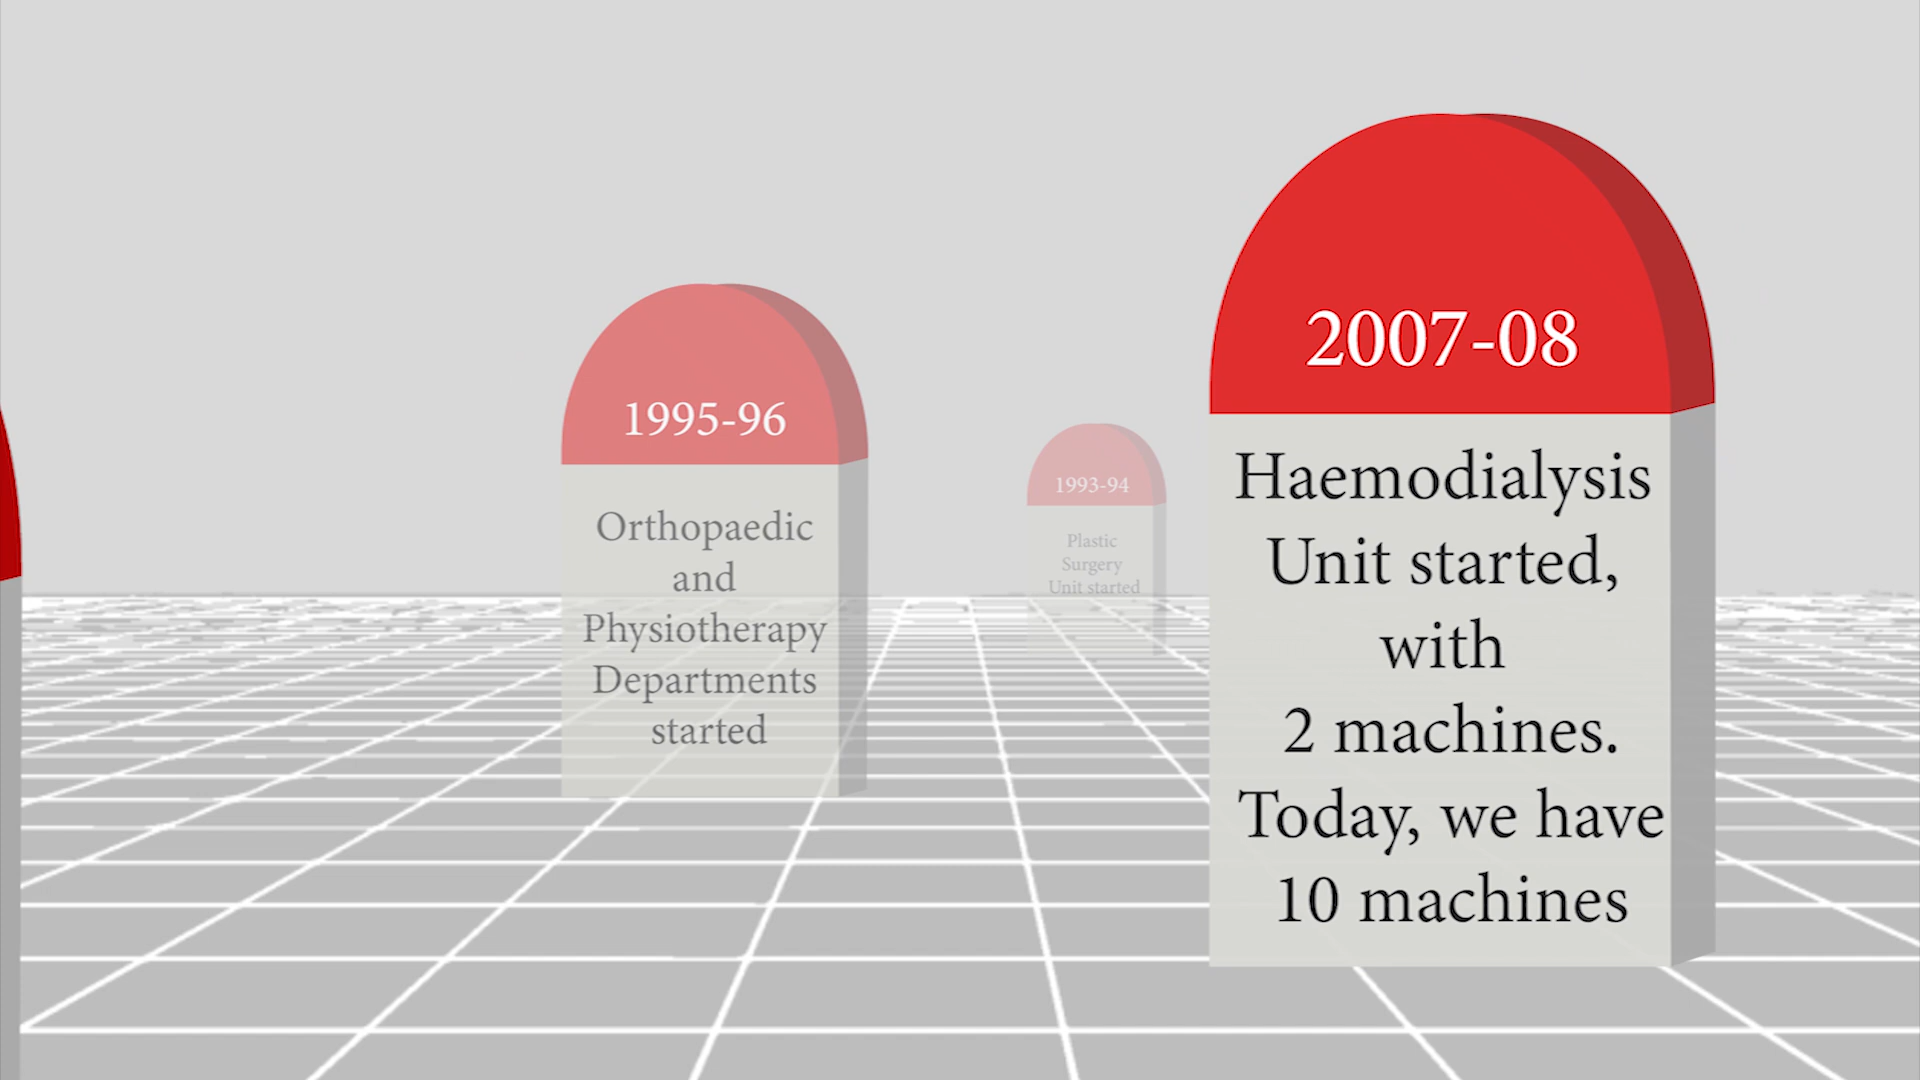 1995-96
Orthopaedic
and
Physiotherapy
Departments
started
1993-94
Plastic
Surgery
Unit started
2007-08
Haemodialysis
Unit started,
with
2 machines.
Today, we have
10 machines